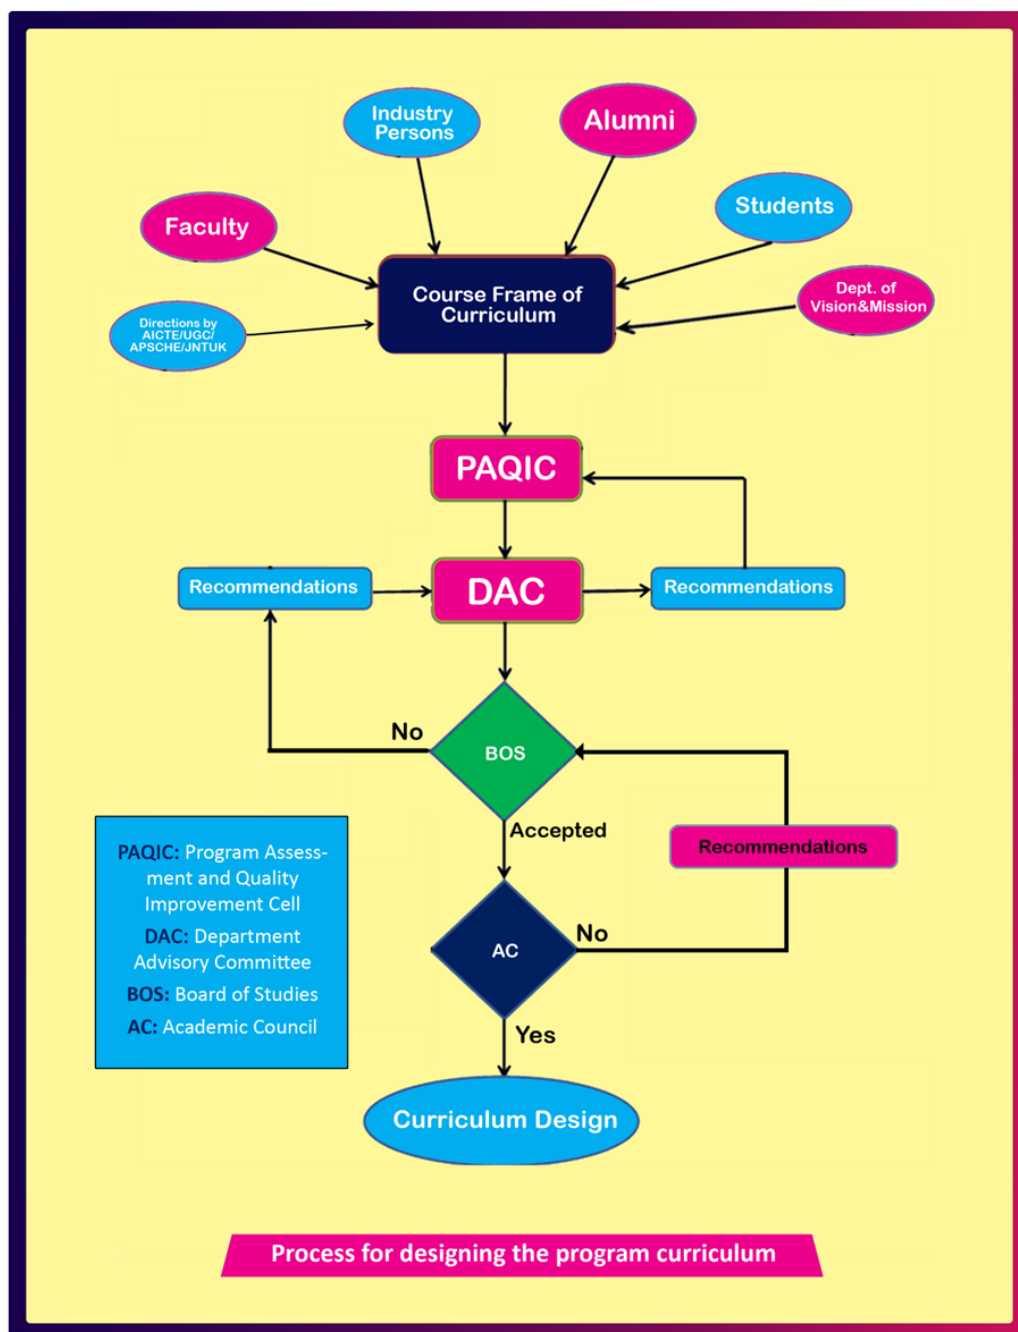 Industry
Persons
Alumni
Students
Faculty
Dept. of
Vision&Mission
Course Frame of
Curriculum
Directions by
AICTE/UGC/
APSCHE/JNTUK
PAQIC
Recommendations
DAC
Recommendations
No
BOS
Accepted
Recommendations
PAQIC: Program Assess-
ment and Quality
Improvement Cell
DAC: Department
Advisory Committee
BOS: Board of Studies
AC: Academic Council
AC
No
Yes
Curriculum Design
Process for designing the program curriculum